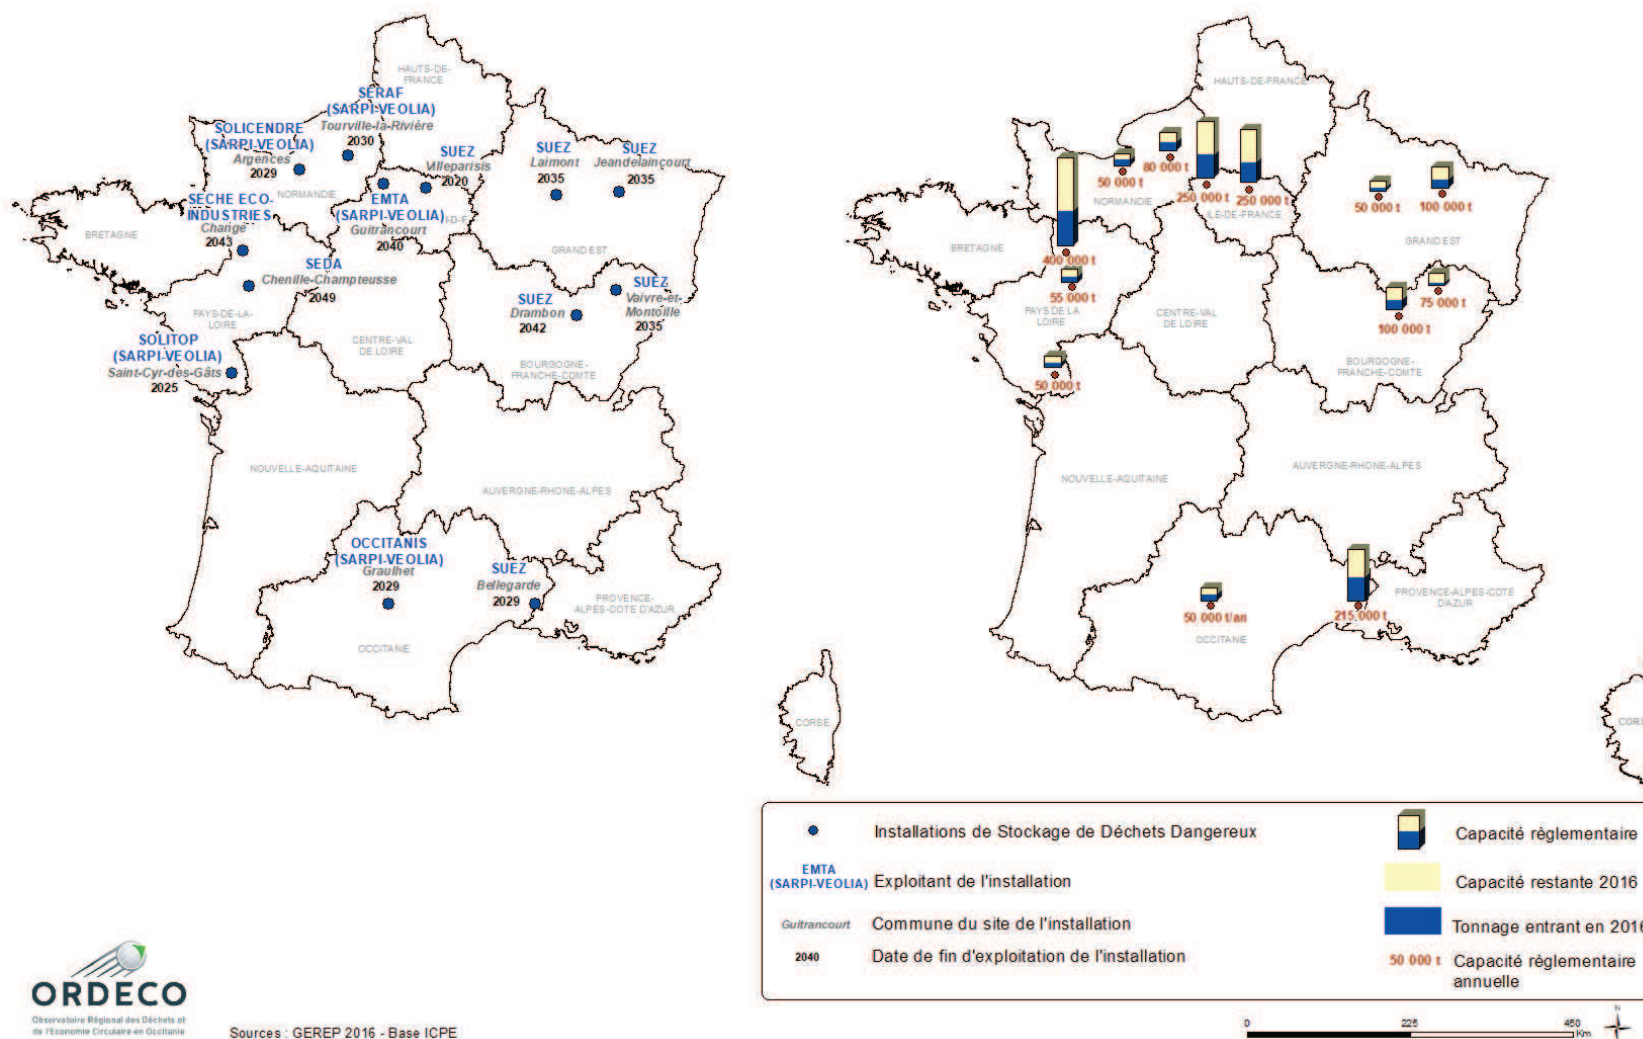 HAUTS-DE-
FRANCE
SERAF
(SARPI-VEOLIA)
Tourville-la-Rivière
2030
SOLICENDRE
(SARPI-VEOLIA)
Argences
2029
NORMANDIE
SUEZ
Villeparisis
2020
SUEZ
Laimont
2035
SUEZ
Jeandelaincourt
2035
SECHE ECO-
INDUSTRIES
Change
2043
EMTA
(SARPI-VEOLIA)
Guitrancourt
2040
BRETAGNE
GRAND EST
SEDA
Chenille-Champteusse
2049
SUEZ
Drambon
2042
SUEZ
Vaivre-et-
Montoille
2035
PAYS-DE-LA-
LOIRE
CENTRE-VAL
DE LOIRE
BOURGOGNE-
FRANCHE-COMTE
SOLITOP
(SARPI-VEOLIA)
Saint-Cyr-des-Gâts
2025
NOUVELLE-AQUITAINE
AUVERGNE-RHONE-ALPES
OCCITANIS
(SARPI-VEOLIA)
Graulhet
2029
SUEZ
Bellegarde
2029
PROVENCE-
ALPES-COTE D'AZUR
OCCITANIE
CORSE
HAUTS-DE-FRANCE
80 000 t
50 000 t
250 000 t
250 000 t
50 000 t
100 000 t
NORMANDIE
ILE-DE-FRANCE
GRAND EST
BRETAGNE
400 000 t
55 000 t
75 000 t
100 000 t
PAYS DE LA
LOIRE
CENTRE-VAL
DE LOIRE
BOURGOGNE-
FRANCHE-COMTE
50 000 t
AUVERGNE-RHONE-ALPES
NOUVELLE-AQUITAINE
50 000 t/an
215 000 t
PROVENCE-ALPES-COTE
D'AZUR
OCCITANIE
CORS
Installations de Stockage de Déchets Dangereux
EMTA
(SARPI-VEOLIA)
Exploitant de l'installation
Guitrancourt
Commune du site de l'installation
2040
Date de fin d'exploitation de l'installation
Capacité règlementaire
Capacité restante 2016
Tonnage entrant en 2016
50 000 t
Capacité règlementaire
annuelle
ORDECO
Observatoire Régional des Déchets et
de l'Economie Circulaire en Occitanie
Sources : GEREP 2016 - Base ICPE
0 225 450
Km
N